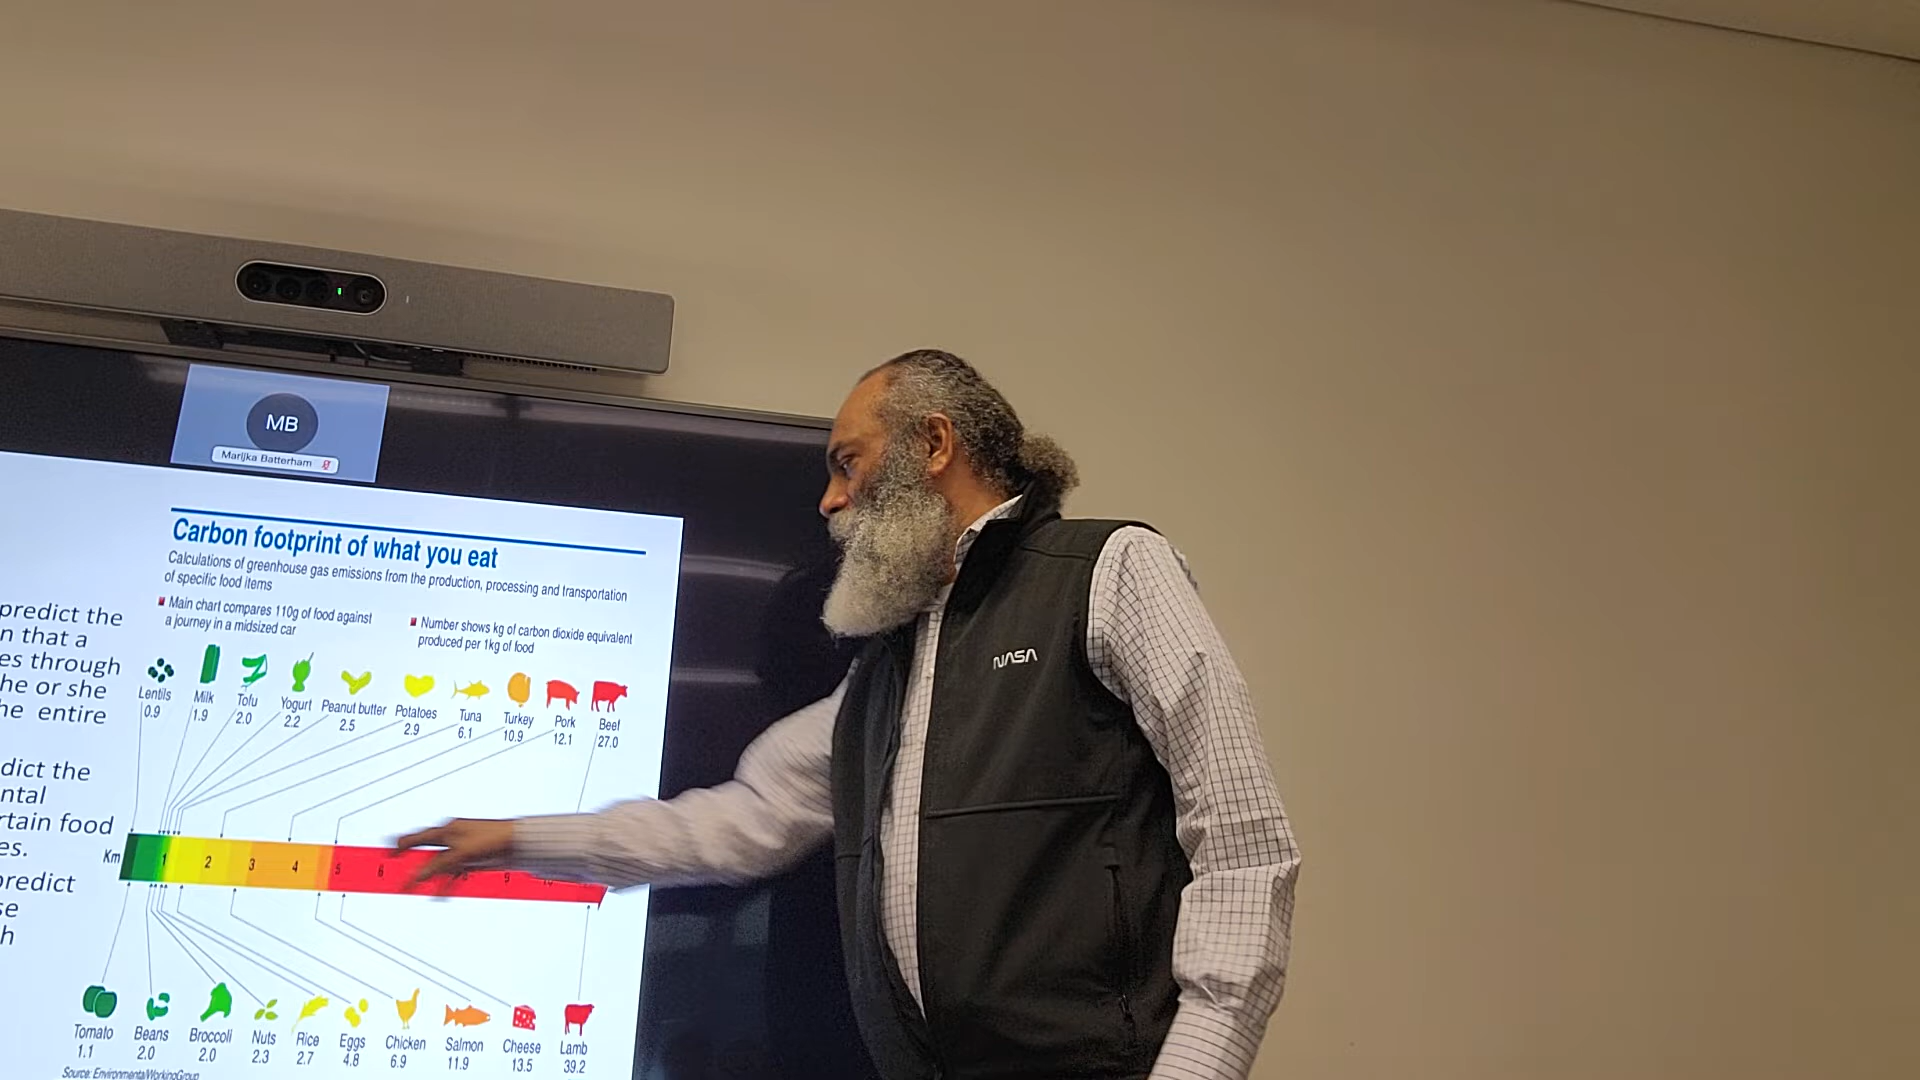 MB
Marijka Batterham
Carbon footprint of what you eat
Calculations of greenhouse gas emissions from the production, processing and transportation
of specific food items
Main chart compares 110g of food against
a journey in a midsized car
Number shows kg of carbon dioxide equivalent
produced per 1kg of food
predict the
n that a
es through
he or she
he entire
dict the
ntal
rtain food
es.
predict
se
h
Lentils
0.9
Milk
1.9
Tofu
2.0
Yogurt
2.2
Peanut butter
2.5
Potatoes
2.9
Tuna
6.1
Turkey
10.9
Pork
12.1
Beef
27.0
Km 1 2 3 4 5 6 9 10
Tomato
1.1
Beans
2.0
Broccoli
2.0
Nuts
2.3
Rice
2.7
Eggs
4.8
Chicken
6.9
Salmon
11.9
Cheese
13.5
Lamb
39.2
Source: EnvironmentalWorkingGroup
NASA